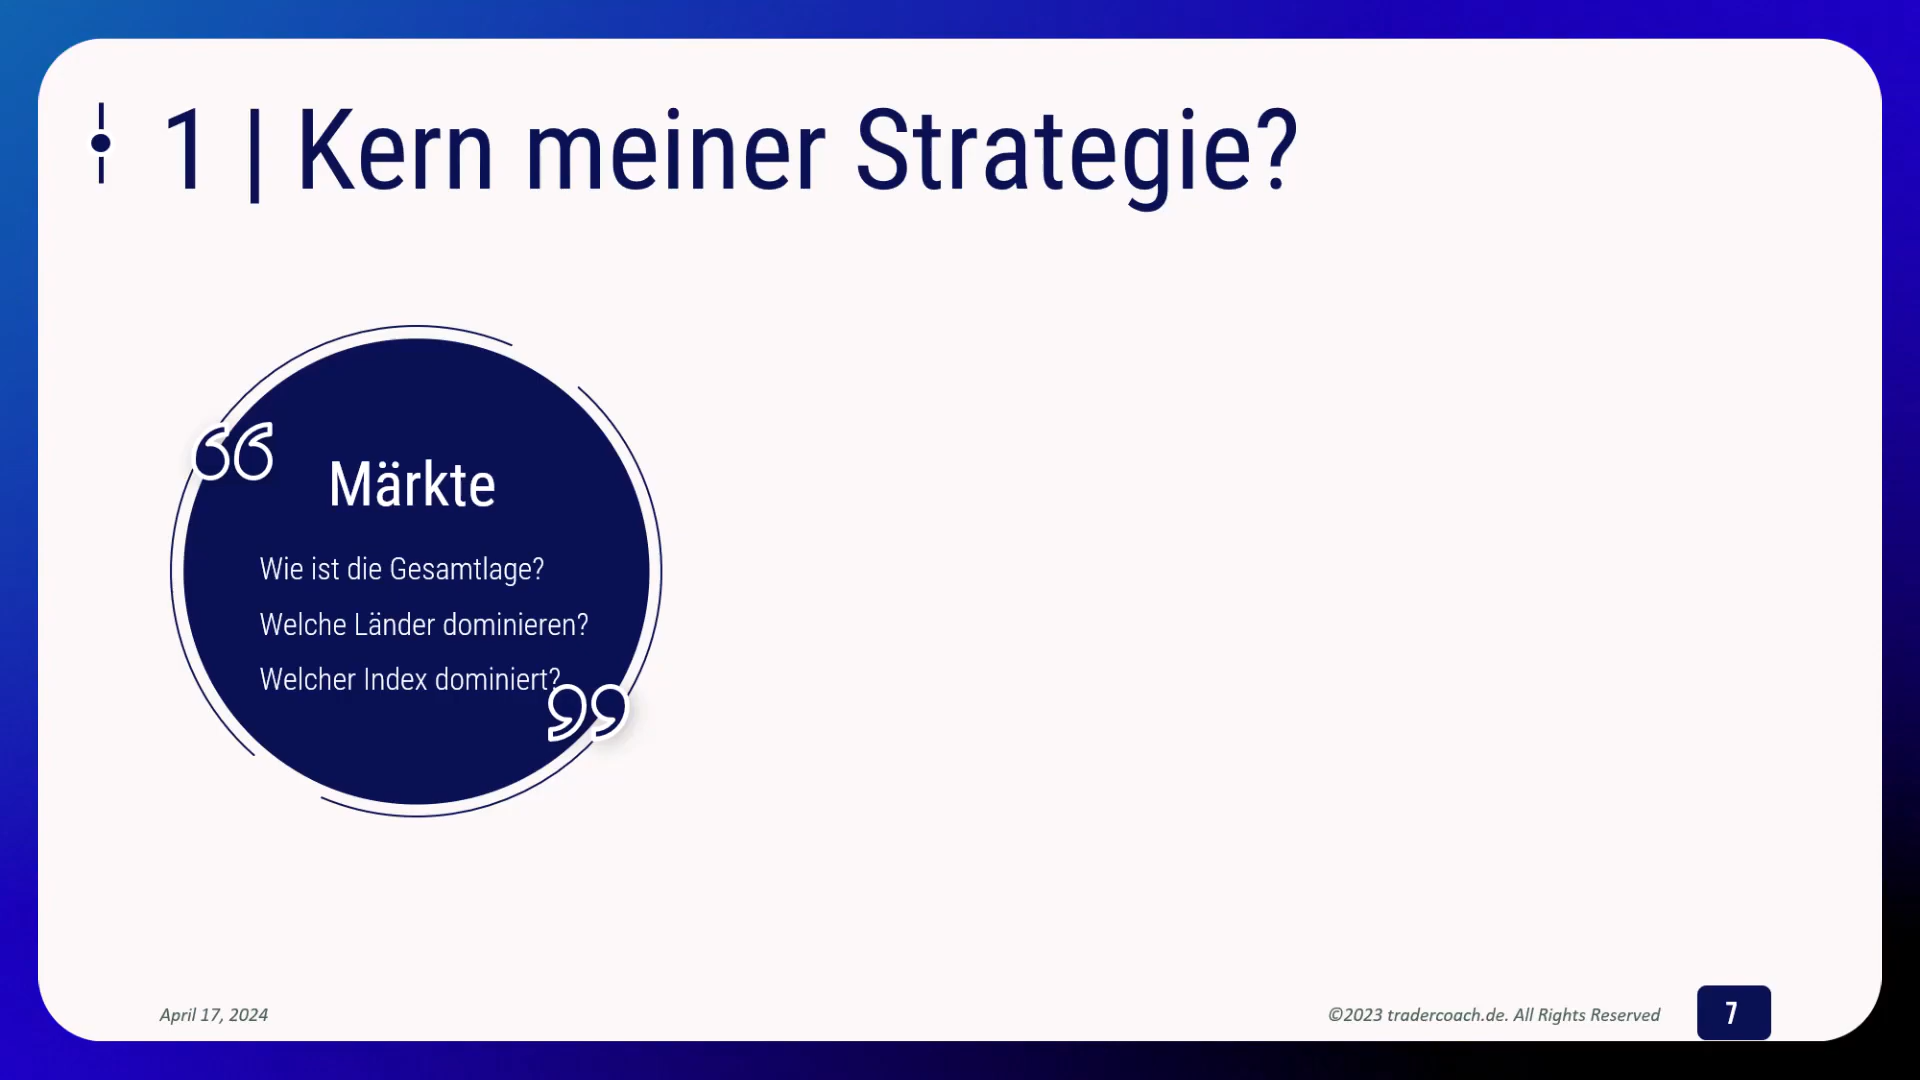 1 | Kern meiner Strategie?
Märkte
Wie ist die Gesamtlage?
Welche Länder dominieren?
Welcher Index dominiert?
April 17, 2024
©2023 tradercoach.de. All Rights Reserved
7